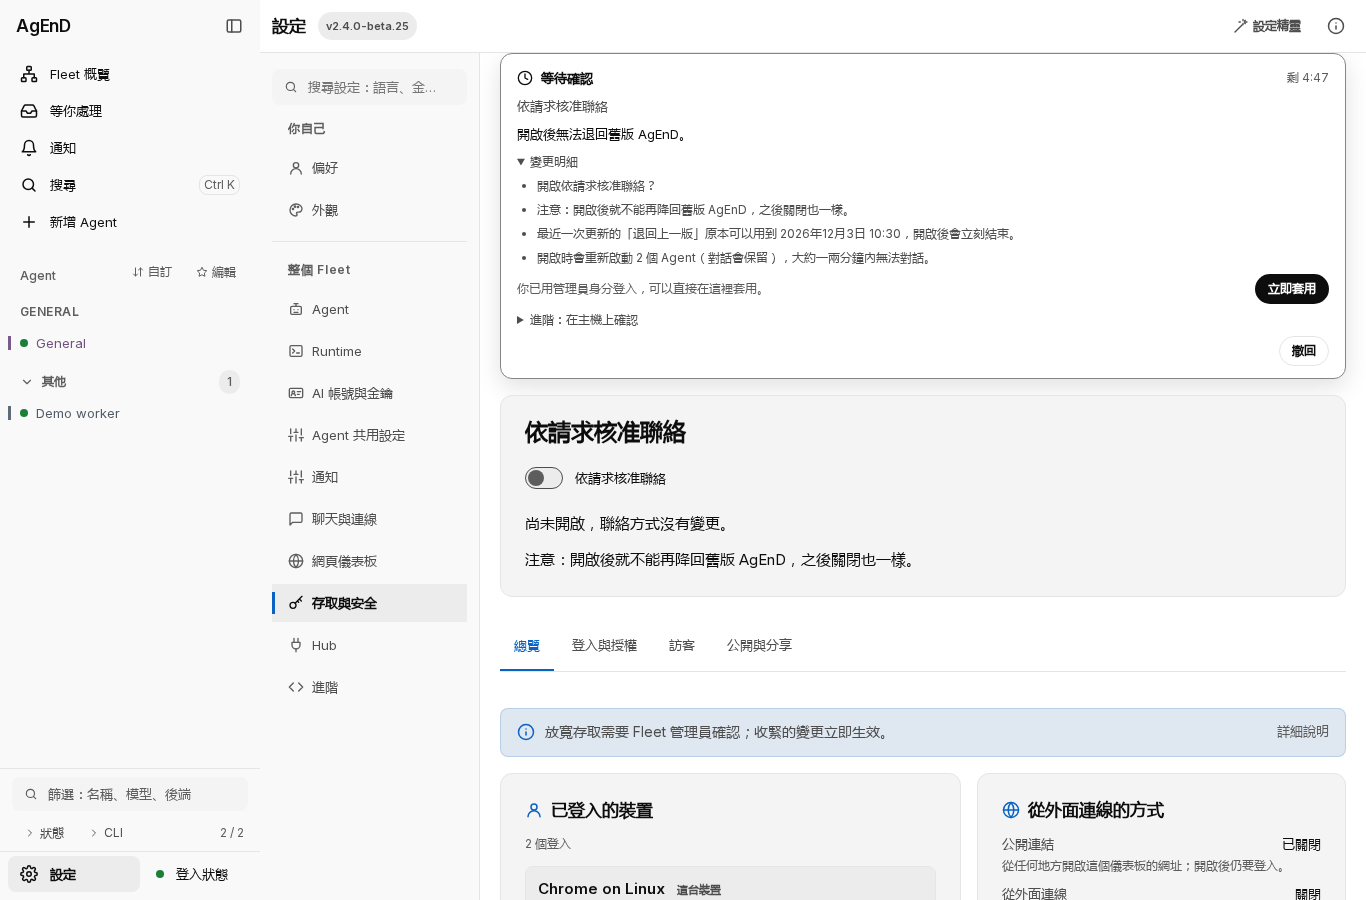 AgEnD
Fleet 概覽
等你處理
通知
搜尋
Ctrl K
新增 Agent
Agent
自訂
編輯
GENERAL
General
其他
1
Demo worker
篩選：名稱、模型、後端
狀態
CLI
2 / 2
設定
登入狀態
設定
v2.4.0-beta.25
設定精靈
搜尋設定：語言、金…
你自己
偏好
外觀
整個 Fleet
Agent
Runtime
AI 帳號與金鑰
Agent 共用設定
通知
聊天與連線
網頁儀表板
存取與安全
Hub
進階
等待確認
剩 4:47
依請求核准聯絡
開啟後無法退回舊版 AgEnD。
變更明細
開啟依請求核准聯絡？
注意：開啟後就不能再降回舊版 AgEnD，之後關閉也一樣。
最近一次更新的「退回上一版」原本可以用到 2026年12月3日 10:30，開啟後會立刻結束。
開啟時會重新啟動 2 個 Agent（對話會保留），大約一兩分鐘內無法對話。
你已用管理員身分登入，可以直接在這裡套用。
立即套用
進階：在主機上確認
撤回
依請求核准聯絡
依請求核准聯絡
尚未開啟，聯絡方式沒有變更。
注意：開啟後就不能再降回舊版 AgEnD，之後關閉也一樣。
總覽
登入與授權
訪客
公開與分享
放寬存取需要 Fleet 管理員確認；收緊的變更立即生效。
詳細說明
已登入的裝置
2 個登入
Chrome on Linux
這台裝置
從外面連線的方式
公開連結
已關閉
從任何地方開啟這個儀表板的網址；開啟後仍要登入。
從外面連線
關閉